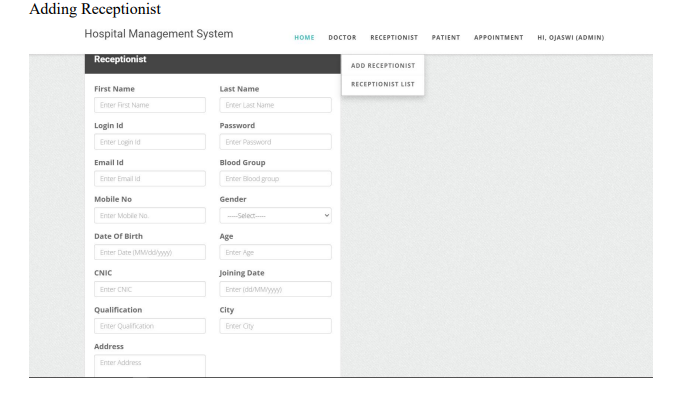 Adding Receptionist
Hospital Management System
HOME DOCTOR RECEPTIONIST PATIENT APPOINTMENT HI, OJASWI (ADMIN)
Receptionist
ADD RECEPTIONIST
RECEPTIONIST LIST
First Name Last Name
Enter First Name Enter Last Name
Login Id Password
Enter Login Id Enter Password
Email Id Blood Group
Enter Email Id Enter Blood group
Mobile No Gender
Enter Mobile No. -----Select-----
Date Of Birth Age
Enter Date (MM/dd/yyyy) Enter Age
CNIC Joining Date
Enter CNIC Enter (dd/MM/yyyy)
Qualification City
Enter Qualification Enter City
Address
Enter Address